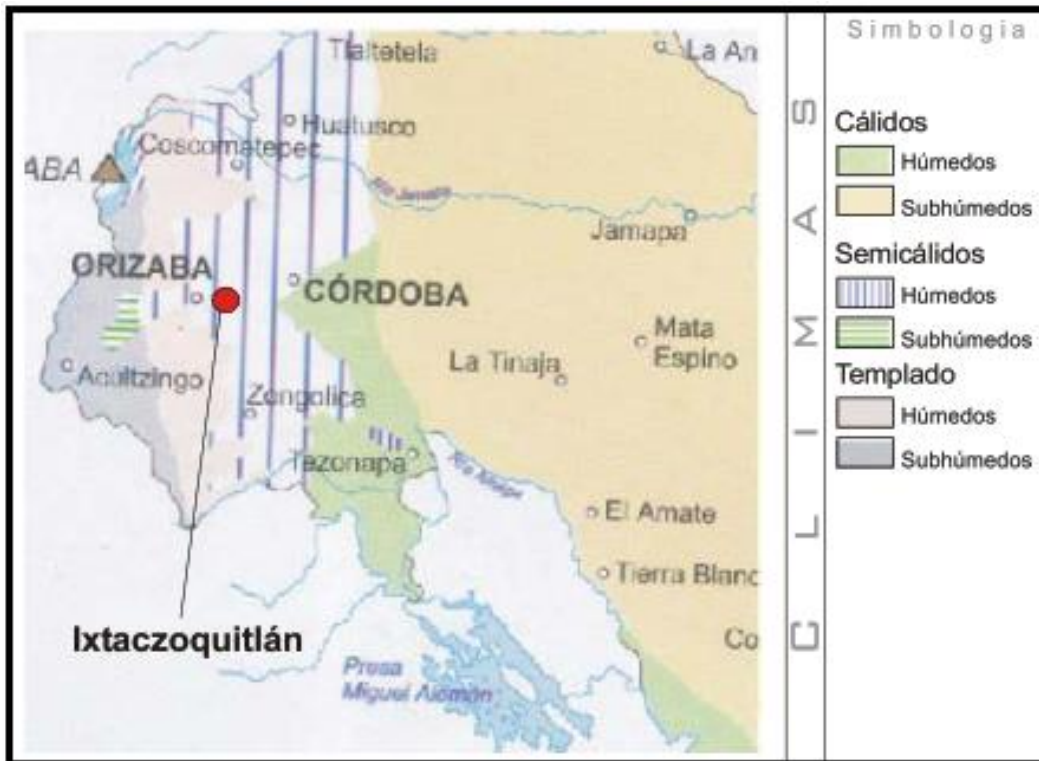 Simbologia
CLIMAS
Cálidos
Húmedos
Subhúmedos
Semicálidos
Húmedos
Subhúmedos
Templado
Húmedos
Subhúmedos
Tlaltetela
La An
Huatusco
Coscomatepec
ABA
Río Jamapa
Jamapa
ORIZABA
CÓRDOBA
Mata
Espino
La Tinaja
Acultzingo
Zongolica
Tezonapa
El Amate
Tierra Blanc
Ixtaczoquitlán
Co
Presa
Miguel Alemán